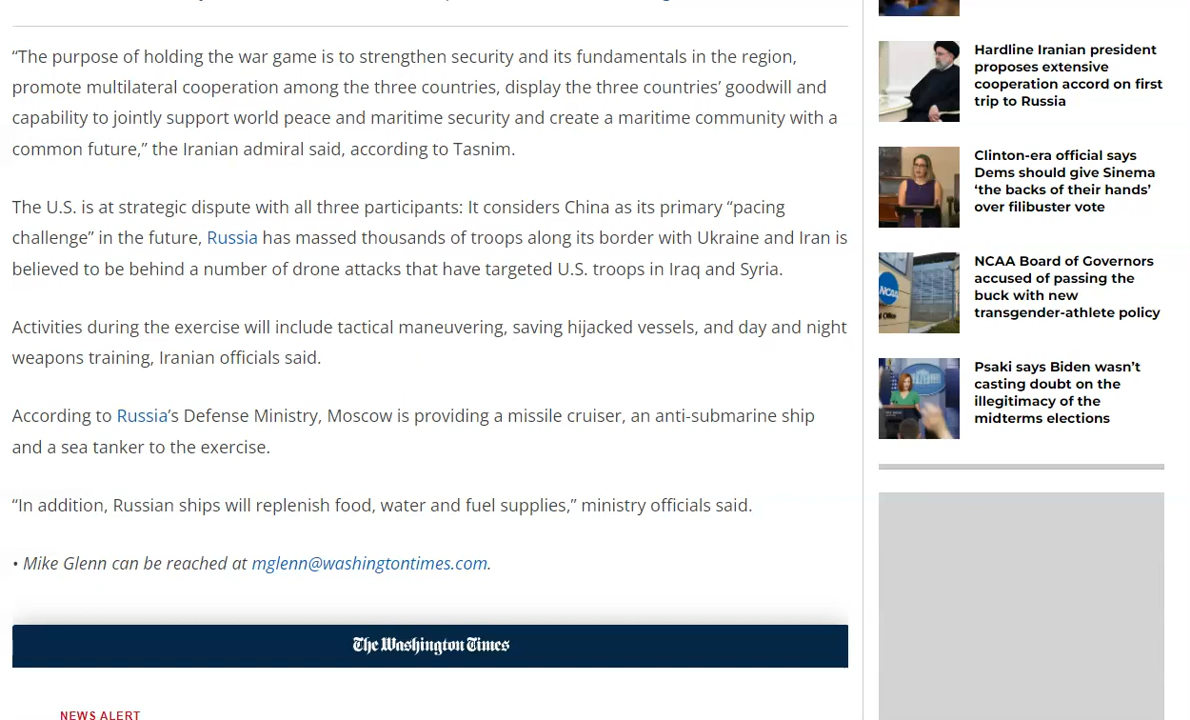 “The purpose of holding the war game is to strengthen security and its fundamentals in the region,
promote multilateral cooperation among the three countries, display the three countries’ goodwill and
capability to jointly support world peace and maritime security and create a maritime community with a
common future,” the Iranian admiral said, according to Tasnim.
The U.S. is at strategic dispute with all three participants: It considers China as its primary “pacing
challenge” in the future, Russia has massed thousands of troops along its border with Ukraine and Iran is
believed to be behind a number of drone attacks that have targeted U.S. troops in Iraq and Syria.
Activities during the exercise will include tactical maneuvering, saving hijacked vessels, and day and night
weapons training, Iranian officials said.
According to Russia’s Defense Ministry, Moscow is providing a missile cruiser, an anti-submarine ship
and a sea tanker to the exercise.
“In addition, Russian ships will replenish food, water and fuel supplies,” ministry officials said.
• Mike Glenn can be reached at mglenn@washingtontimes.com.
The Washington Times
NEWS ALERT
Hardline Iranian president
proposes extensive
cooperation accord on first
trip to Russia
Clinton-era official says
Dems should give Sinema
‘the backs of their hands’
over filibuster vote
NCAA
NCAA Board of Governors
accused of passing the
buck with new
transgender-athlete policy
Psaki says Biden wasn’t
casting doubt on the
illegitimacy of the
midterms elections